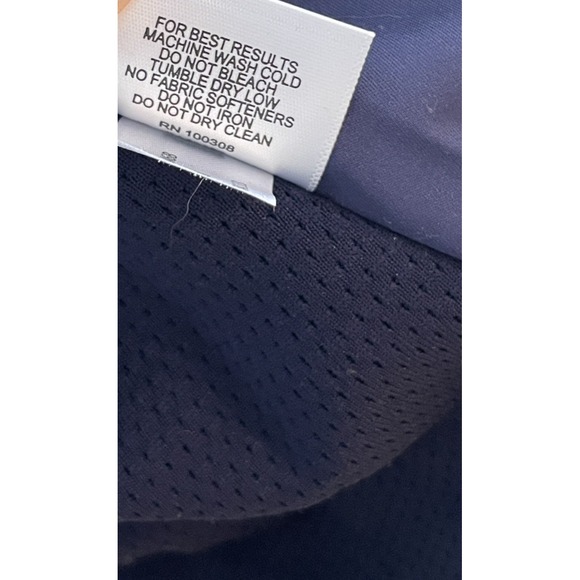 FOR BEST RESULTS
MACHINE WASH COLD
DO NOT BLEACH
TUMBLE DRY LOW
NO FABRIC SOFTENERS
DO NOT IRON
DO NOT DRY CLEAN
RN 100308